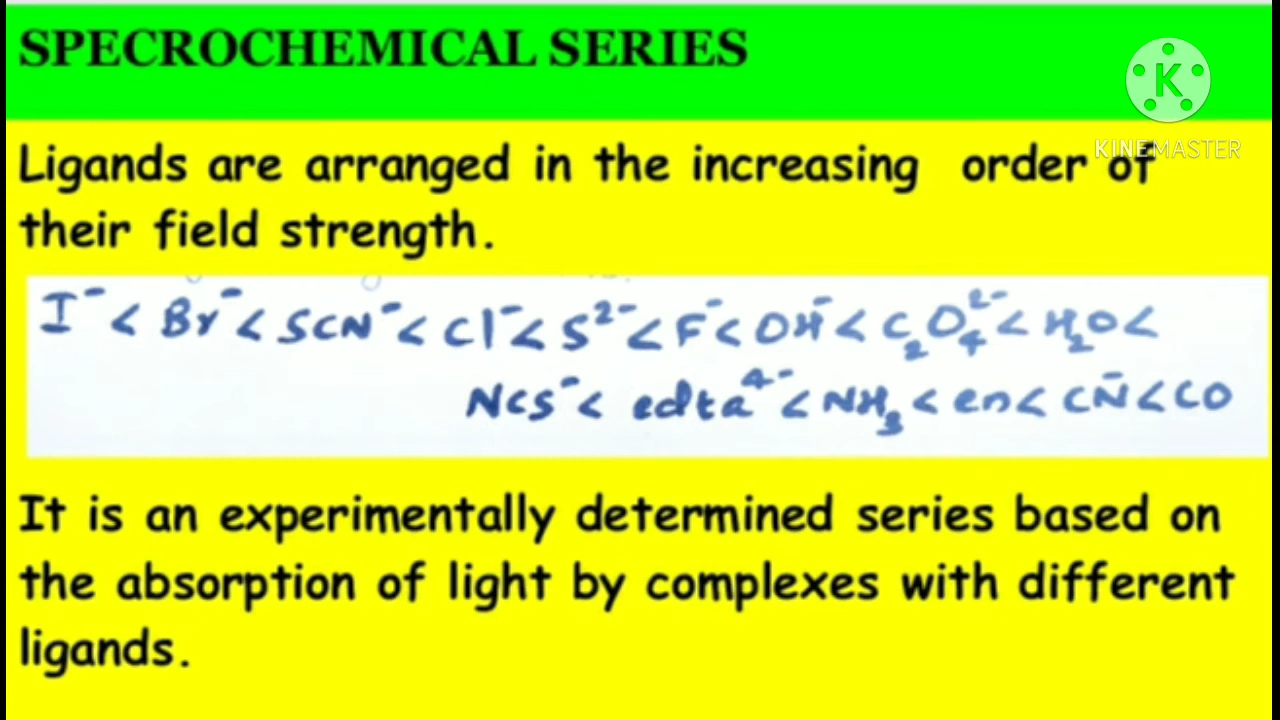 SPECROCHEMICAL SERIES
K
KINEMASTER
Ligands are arranged in the increasing order of
their field strength.
I⁻ < Br⁻ < SCN⁻ < Cl⁻ < S²⁻ < F⁻ < OH⁻ < C₂O₄²⁻ < H₂O <
NCS⁻ < edta⁴⁻ < NH₃ < en < CN⁻ < CO
It is an experimentally determined series based on
the absorption of light by complexes with different
ligands.